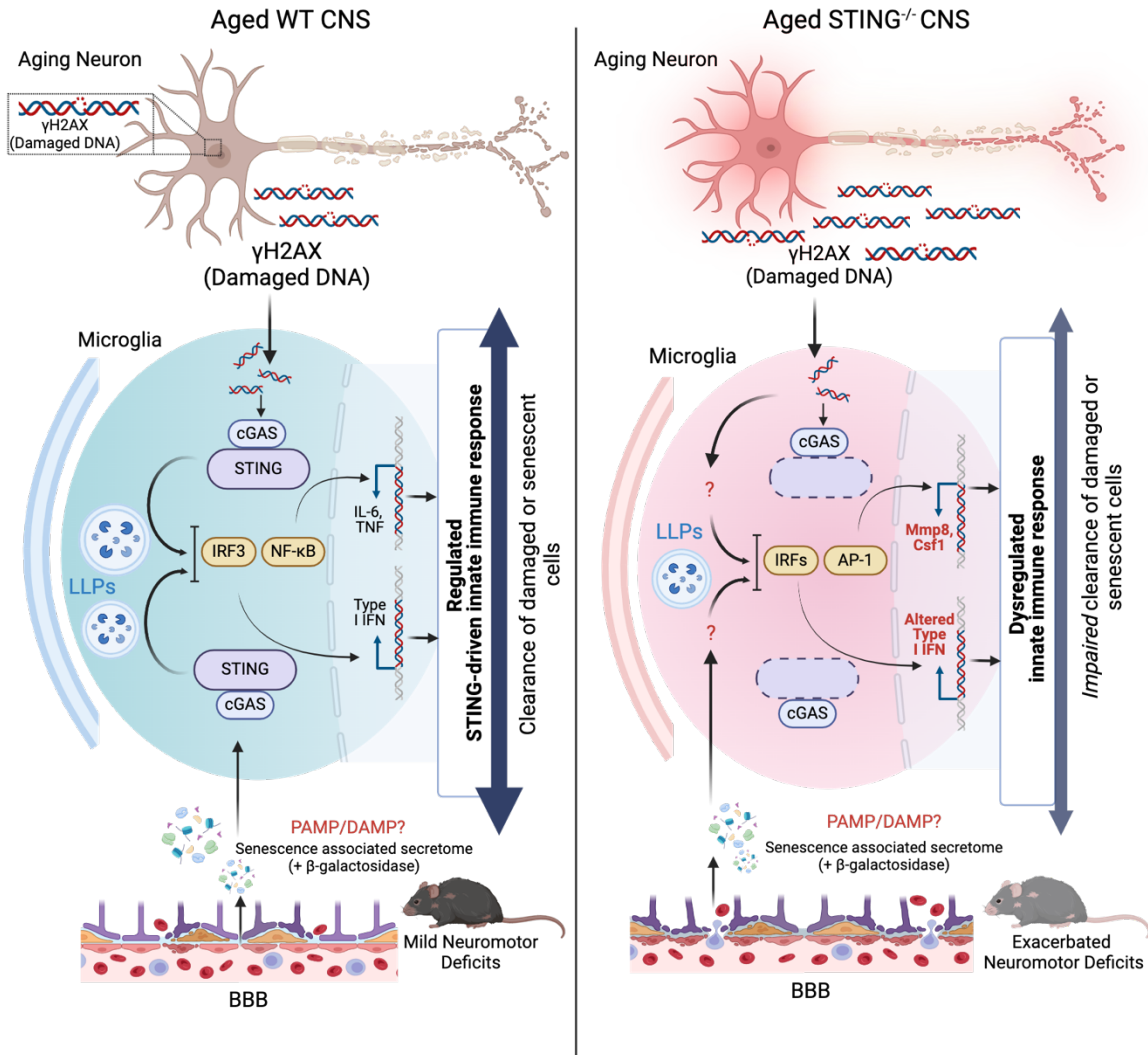 Aged WT CNS
Aging Neuron
γH2AX
(Damaged DNA)
γH2AX
(Damaged DNA)
Microglia
cGAS
STING
IL-6,
TNF
IRF3
NF-κB
LLPs
Type
I IFN
STING
cGAS
Regulated
STING-driven innate immune response
Clearance of damaged or senescent
cells
PAMP/DAMP?
Senescence associated secretome
(+ β-galactosidase)
Mild Neuromotor
Deficits
BBB
Aged STING-/- CNS
Aging Neuron
γH2AX
(Damaged DNA)
Microglia
cGAS
?
Mmp8,
Csf1
LLPs
IRFs
AP-1
?
Altered
Type
I IFN
cGAS
Dysregulated
innate immune response
Impaired clearance of damaged or
senescent cells
PAMP/DAMP?
Senescence associated secretome
(+ β-galactosidase)
Exacerbated
Neuromotor Deficits
BBB